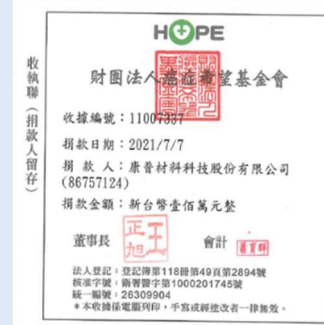 HOPE
收執聯（捐款人留存）
財團法人癌症希望基金會
收據編號：11007337
捐款日期：2021/7/7
捐 款 人：康普材料科技股份有限公司
(86757124)
捐款金額：新台幣壹佰萬元整
董事長
王正旭
會計
法人登記：登記簿第118冊第49頁第2894號
核准字號：衛署醫字第1000201745號
統一編號：26309904
*本收據係電腦列印，手寫或經塗改者一律無效。